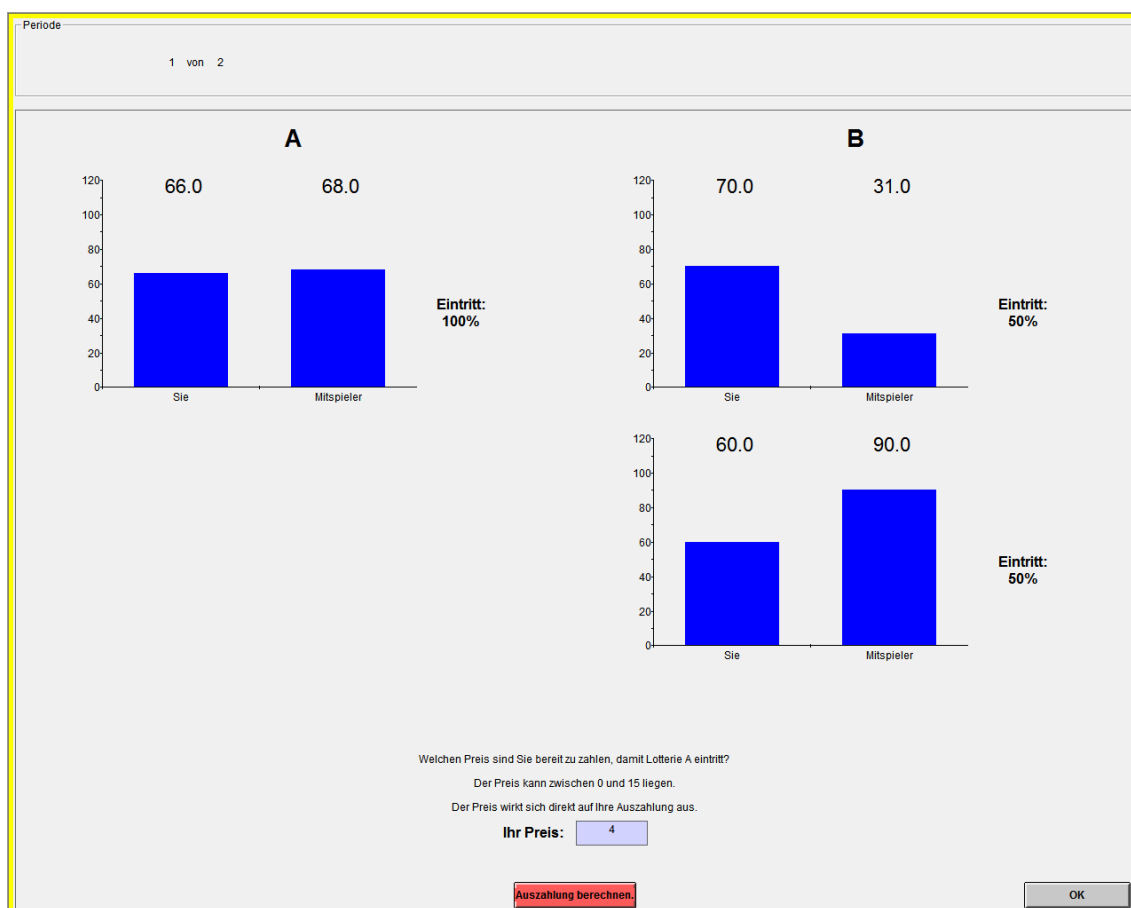 Periode
1 von 2
A
66.0 68.0
120
100
80
60
40
20
0
Sie Mitspieler
Eintritt:
100%
B
70.0 31.0
120
100
80
60
40
20
0
Sie Mitspieler
Eintritt:
50%
60.0 90.0
120
100
80
60
40
20
0
Sie Mitspieler
Eintritt:
50%
Welchen Preis sind Sie bereit zu zahlen, damit Lotterie A eintritt?
Der Preis kann zwischen 0 und 15 liegen.
Der Preis wirkt sich direkt auf Ihre Auszahlung aus.
Ihr Preis: 4
Auszahlung berechnen.
OK